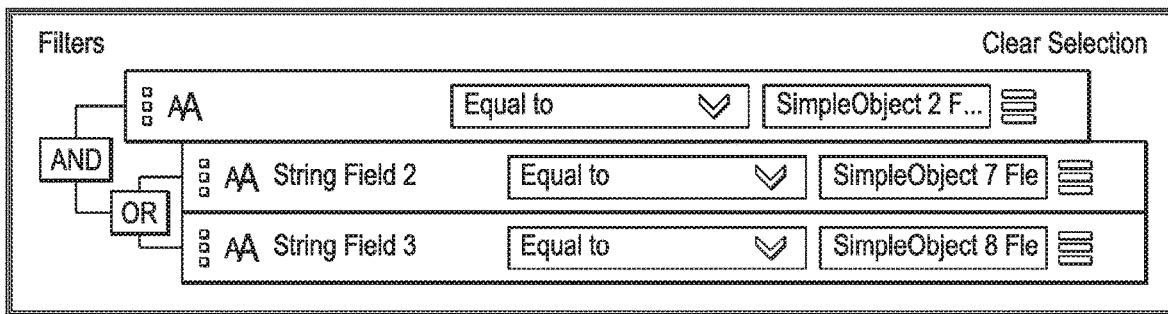 Filters Clear Selection
AA Equal to SimpleObject 2 F...
AND
AA String Field 2 Equal to SimpleObject 7 Fle
OR
AA String Field 3 Equal to SimpleObject 8 Fle